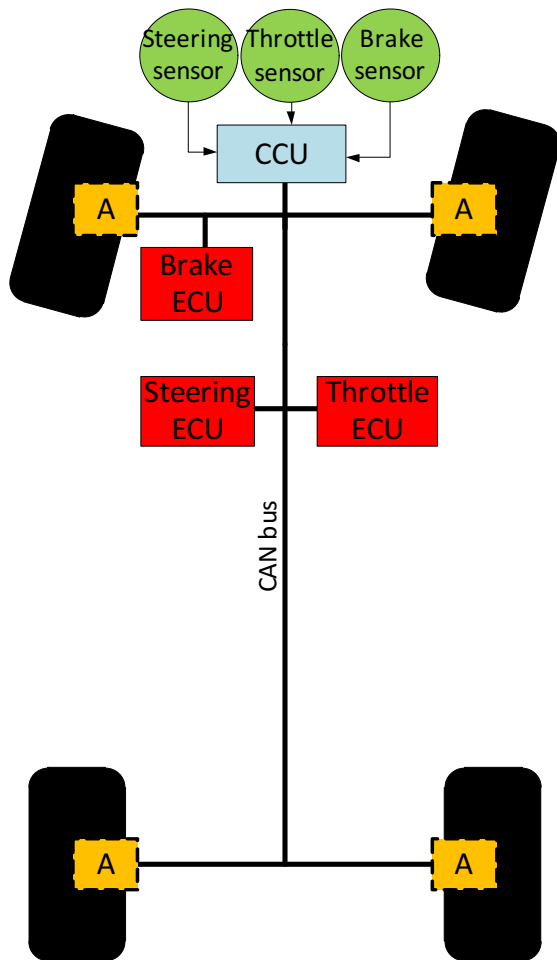 Steering
sensor
Throttle
sensor
Brake
sensor
CCU
A
A
Brake
ECU
Steering
ECU
Throttle
ECU
CAN bus
A
A